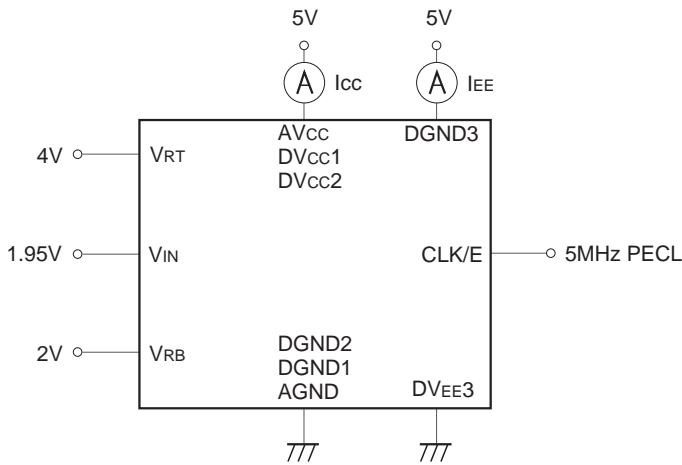 5V 5V
A ICC A IEE
AVCC DGND3
4V VRT DVCC1
DVCC2
1.95V VIN CLK/E 5MHz PECL
2V VRB DGND2
DGND1
AGND DVEE3